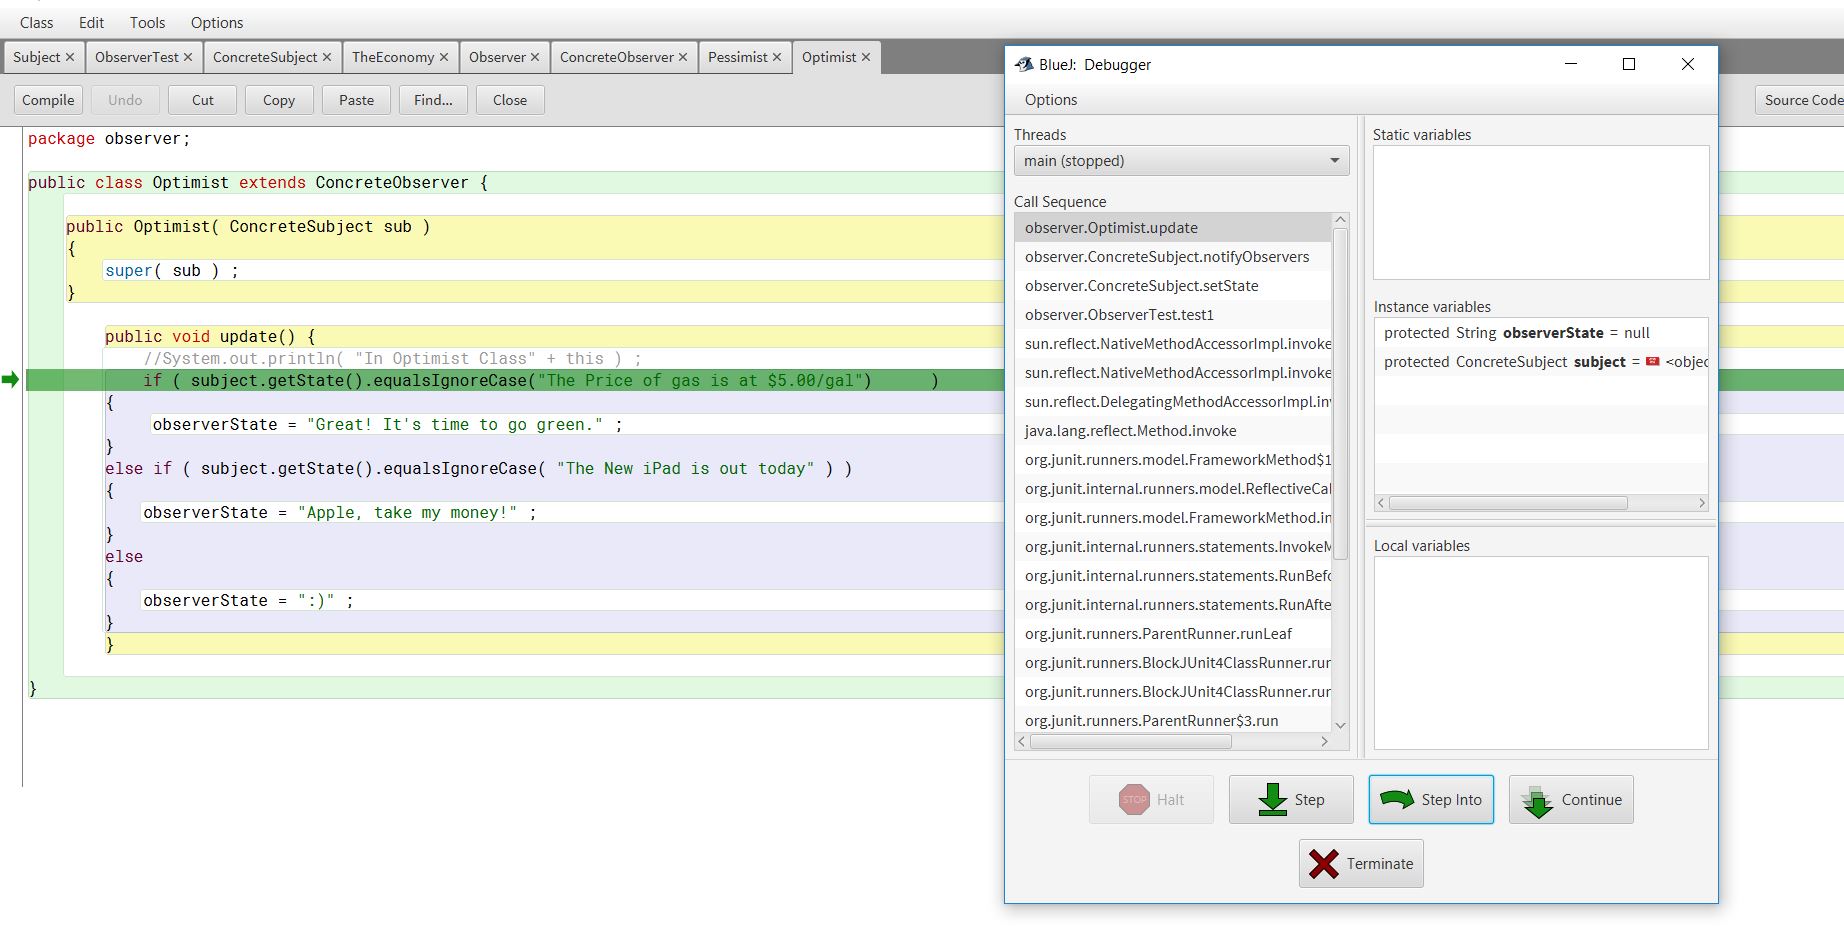 Class Edit Tools Options
Subject ObserverTest ConcreteSubject TheEconomy Observer ConcreteObserver Pessimist Optimist
Compile Undo Cut Copy Paste Find... Close
Source Code
package observer;
public class Optimist extends ConcreteObserver {
public Optimist( ConcreteSubject sub )
{
super( sub ) ;
}
public void update() {
//System.out.println( "In Optimist Class" + this ) ;
if ( subject.getState().equalsIgnoreCase("The Price of gas is at $5.00/gal") )
{
observerState = "Great! It's time to go green." ;
}
else if ( subject.getState().equalsIgnoreCase( "The New iPad is out today" ) )
{
observerState = "Apple, take my money!" ;
}
else
{
observerState = ":)" ;
}
}
}
BlueJ: Debugger
Options
Threads
main (stopped)
Call Sequence
observer.Optimist.update
observer.ConcreteSubject.notifyObservers
observer.ConcreteSubject.setState
observer.ObserverTest.test1
sun.reflect.NativeMethodAccessorImpl.invoke
sun.reflect.NativeMethodAccessorImpl.invoke
sun.reflect.DelegatingMethodAccessorImpl.inv
java.lang.reflect.Method.invoke
org.junit.runners.model.FrameworkMethod$1
org.junit.internal.runners.model.ReflectiveCal
org.junit.runners.model.FrameworkMethod.in
org.junit.internal.runners.statements.InvokeM
org.junit.internal.runners.statements.RunBefo
org.junit.internal.runners.statements.RunAfte
org.junit.runners.ParentRunner.runLeaf
org.junit.runners.BlockJUnit4ClassRunner.run
org.junit.runners.BlockJUnit4ClassRunner.run
org.junit.runners.ParentRunner$3.run
Static variables
Instance variables
protected String observerState = null
protected ConcreteSubject subject = <objec
Local variables
STOP Halt Step Step Into Continue
Terminate